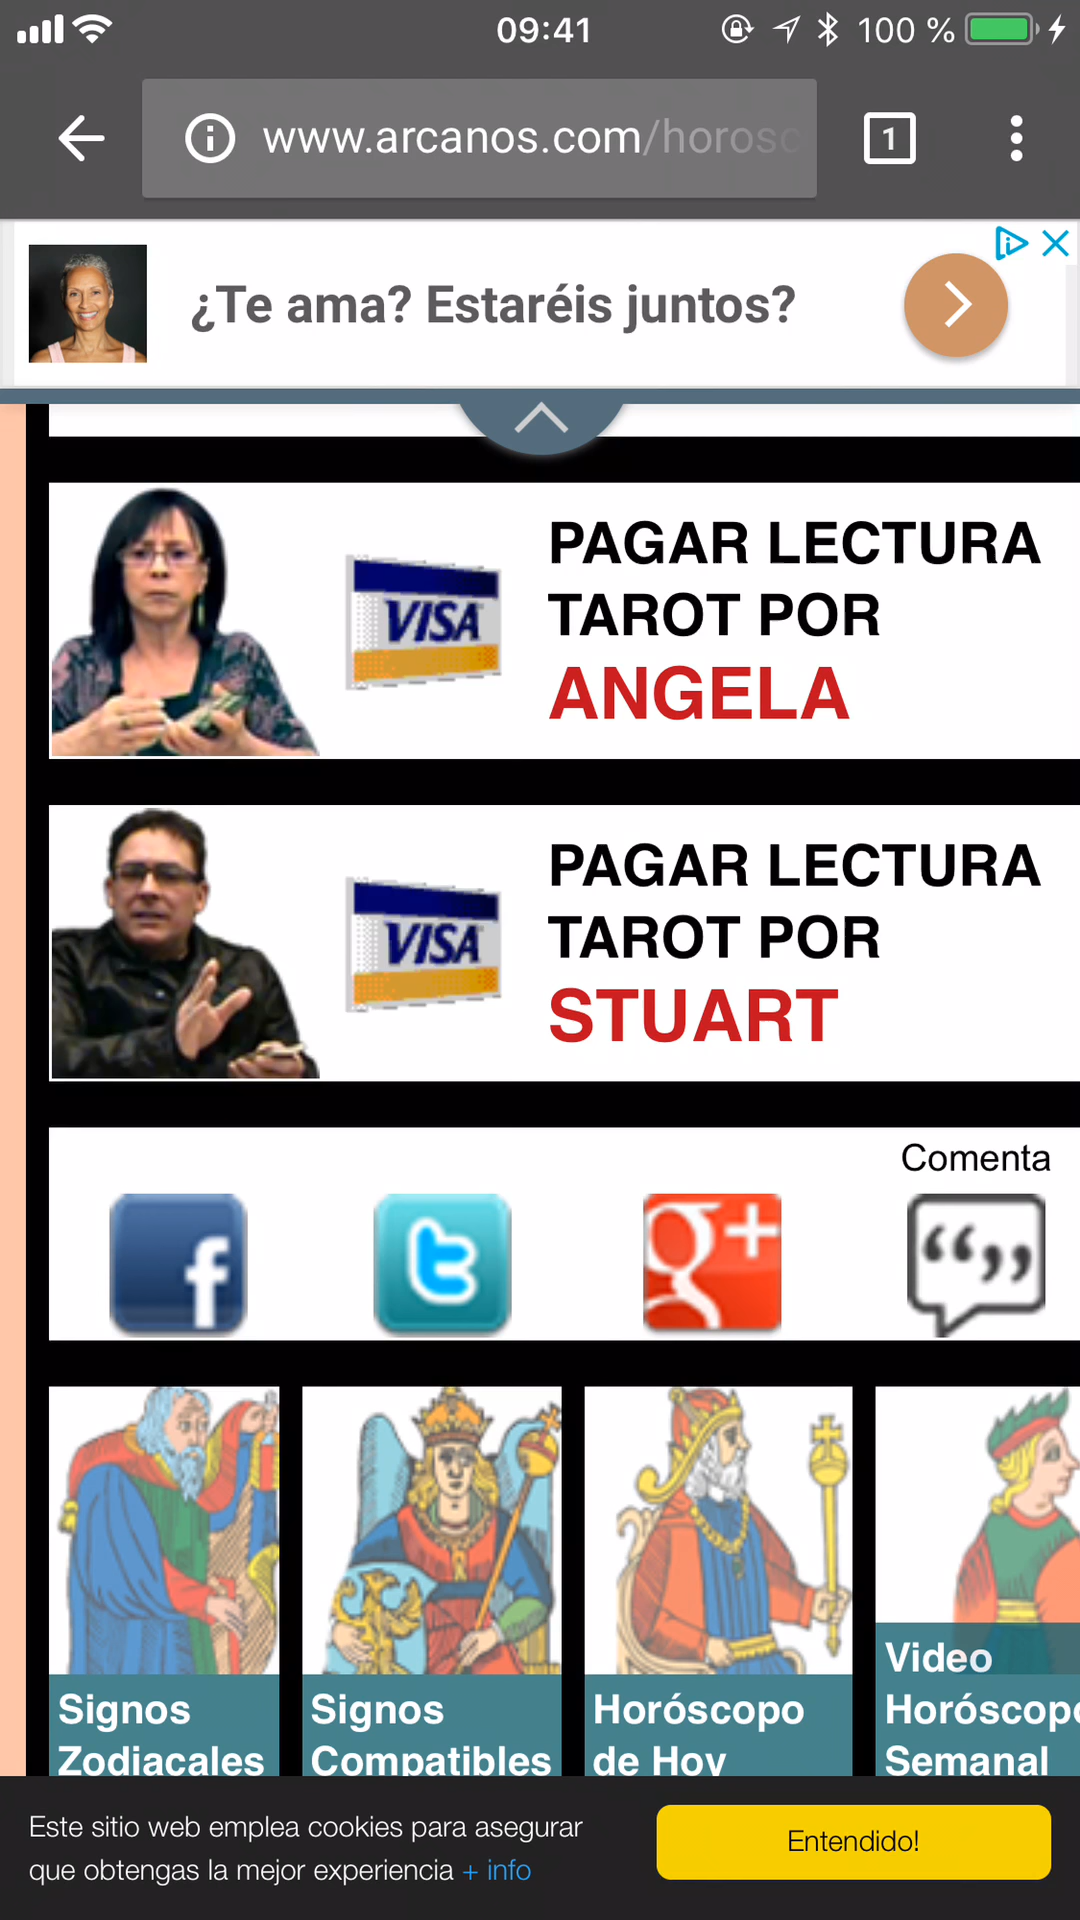 09:41
100 %
www.arcanos.com/horosc
1
¿Te ama? Estaréis juntos?
PAGAR LECTURA
TAROT POR
ANGELA
VISA
PAGAR LECTURA
TAROT POR
STUART
VISA
Comenta
f
t
g+
Signos
Zodiacales
Signos
Compatibles
Horóscopo
de Hoy
Video
Horóscopo
Semanal
Este sitio web emplea cookies para asegurar
que obtengas la mejor experiencia + info
Entendido!